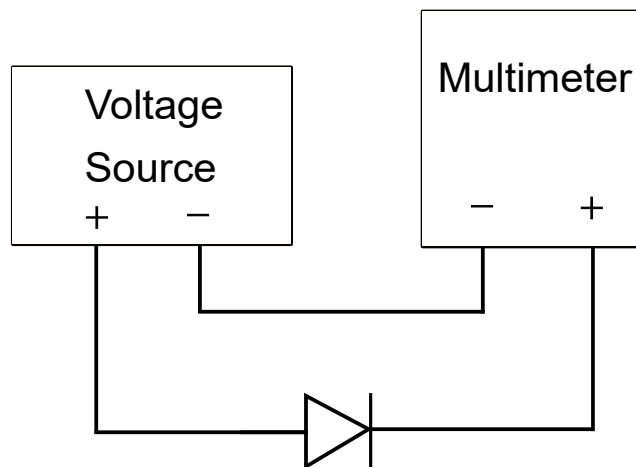 Voltage
Source
+ −
Multimeter
− +